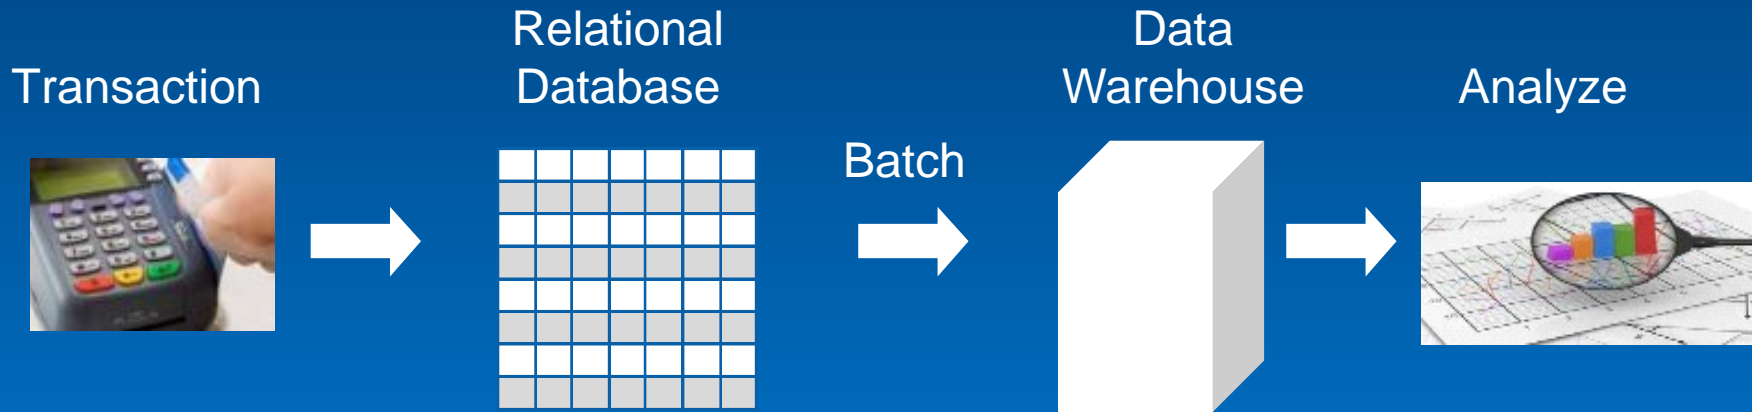 Transaction
Relational
Database
Batch
Data
Warehouse
Analyze